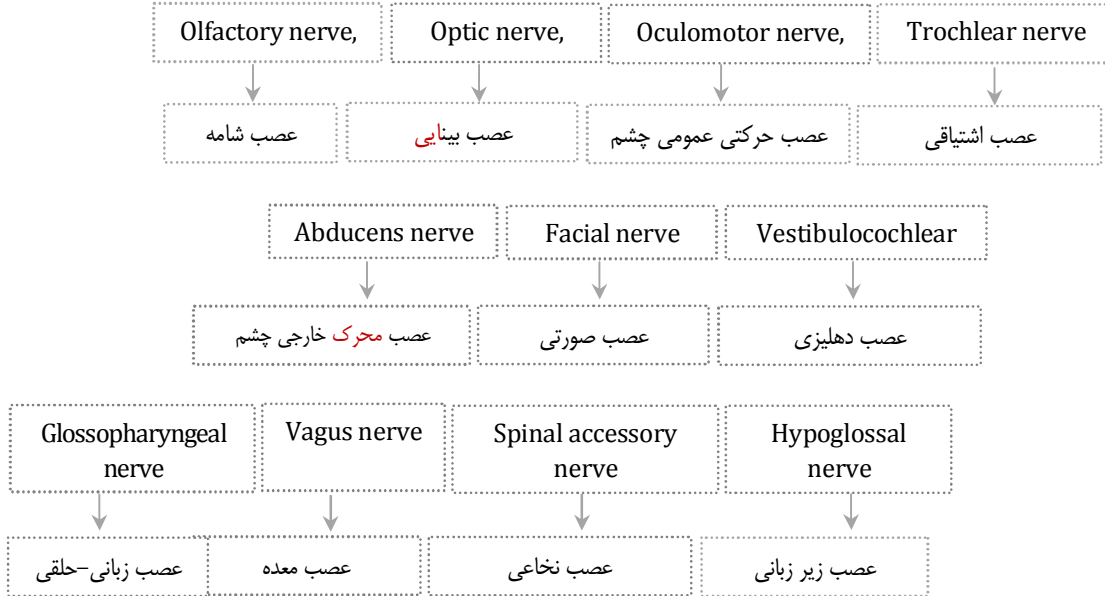 Olfactory nerve,
Optic nerve,
Oculomotor nerve,
Trochlear nerve
عصب شامه
عصب بینایی
عصب حرکتی عمومی چشم
عصب اشتیاقی
Abducens nerve
Facial nerve
Vestibulocochlear
عصب محرک خارجی چشم
عصب صورتی
عصب دهلیزی
Glossopharyngeal
nerve
Vagus nerve
Spinal accessory
nerve
Hypoglossal
nerve
عصب زبانی-حلقی
عصب معده
عصب نخاعی
عصب زیر زبانی